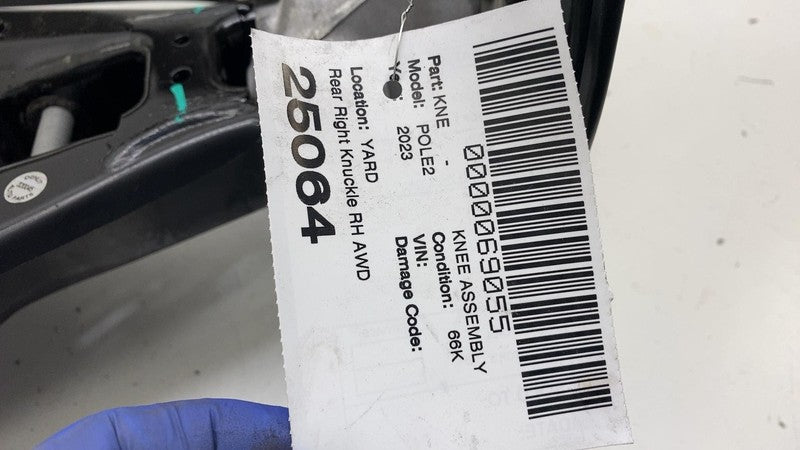 0000069055
Part: KNE - KNEE ASSEMBLY
Model: POLE2 Condition: 66K
2023 VIN:
Damage Code:
Location: YARD
Rear Right Knuckle RH AWD
25064